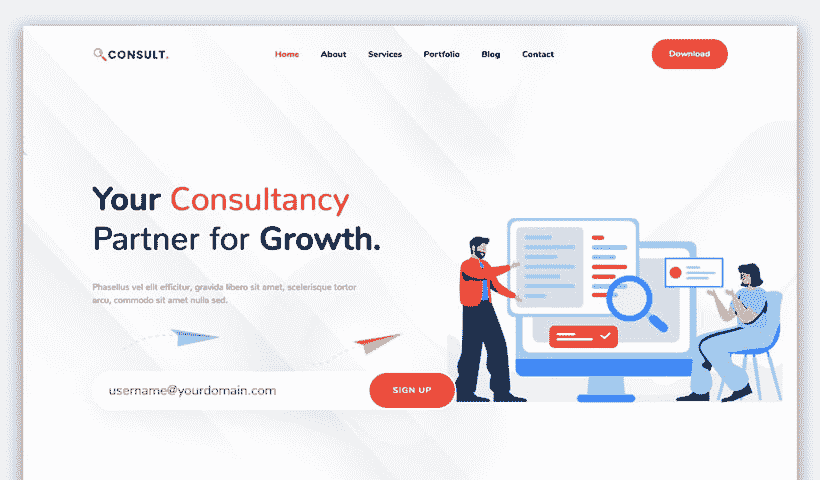 CONSULT.
Home About Services Portfolio Blog Contact
Download
Your Consultancy
Partner for Growth.
Phasellus vel elit efficitur, gravida libero sit amet, scelerisque tortor
arcu, commodo sit amet nulla sed.
username@yourdomain.com
SIGN UP